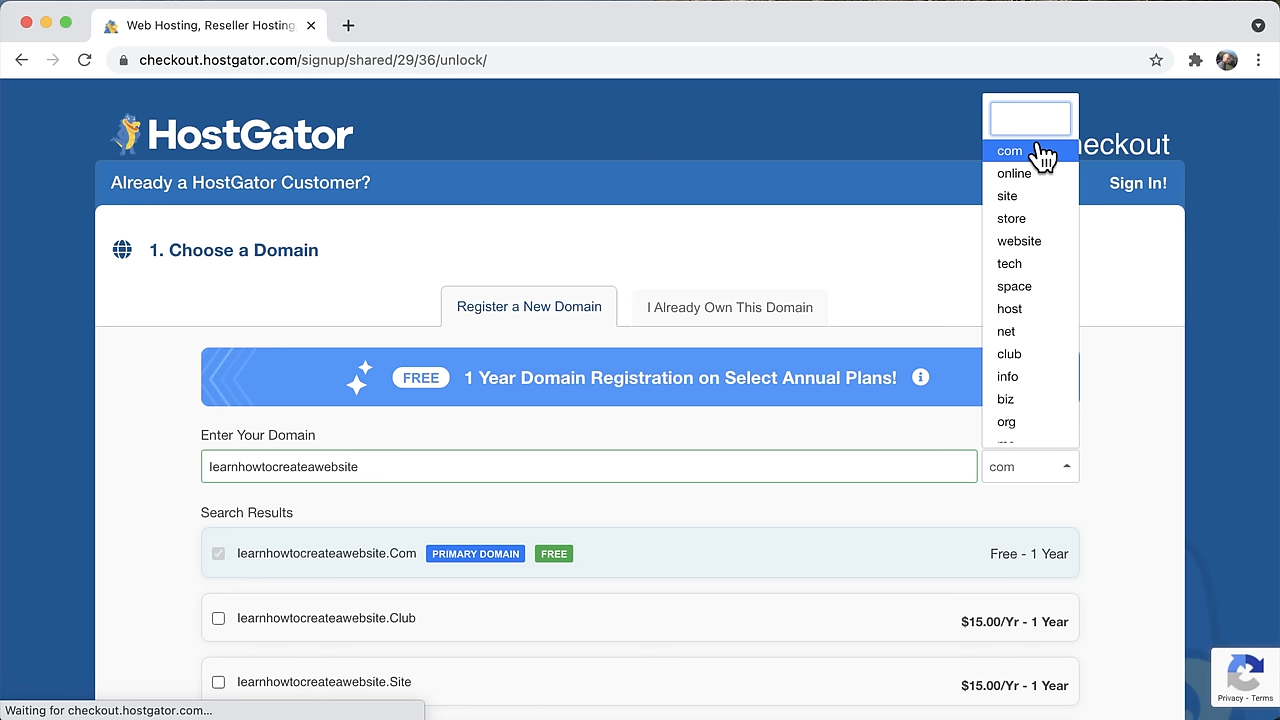 Web Hosting, Reseller Hosting,
checkout.hostgator.com/signup/shared/29/36/unlock/
HostGator
heckout
Already a HostGator Customer?
Sign In!
1. Choose a Domain
Register a New Domain
I Already Own This Domain
FREE 1 Year Domain Registration on Select Annual Plans!
com
online
site
store
website
tech
space
host
net
club
info
biz
org
Enter Your Domain
learnhowtocreateawebsite
com
Search Results
learnhowtocreateawebsite.Com PRIMARY DOMAIN FREE Free - 1 Year
learnhowtocreateawebsite.Club $15.00/Yr - 1 Year
learnhowtocreateawebsite.Site $15.00/Yr - 1 Year
Privacy - Terms
Waiting for checkout.hostgator.com...